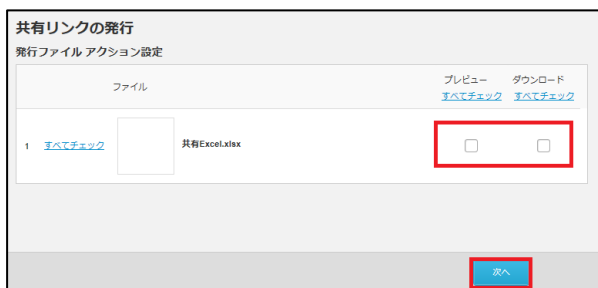 共有リンクの発行
発行ファイル アクション設定
ファイル プレビュー ダウンロード
すべてチェック すべてチェック
1 すべてチェック 共有Excel.xlsx
次へ